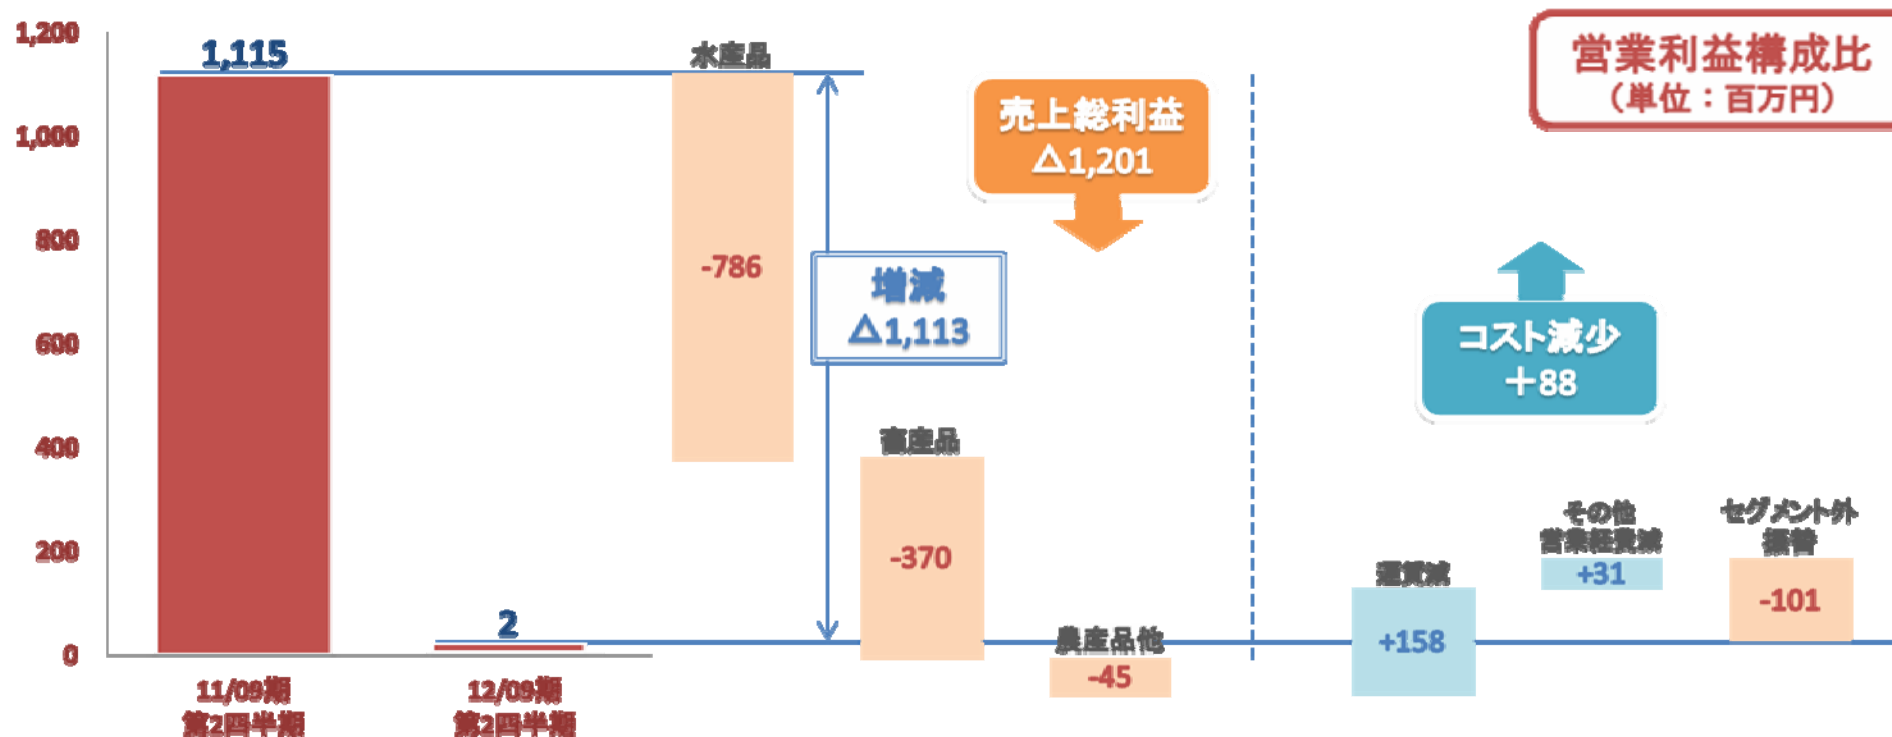 営業利益構成比
(単位:百万円)
1,200
1,000
800
600
400
200
0
1,115
2
11/09期
第2四半期
12/09期
第2四半期
水産品
-786
増減
△1,113
売上総利益
△1,201
畜産品
-370
農産品他
-45
コスト減少
+88
運賃減
+158
その他
営業経費減
+31
セグメント外
振替
-101